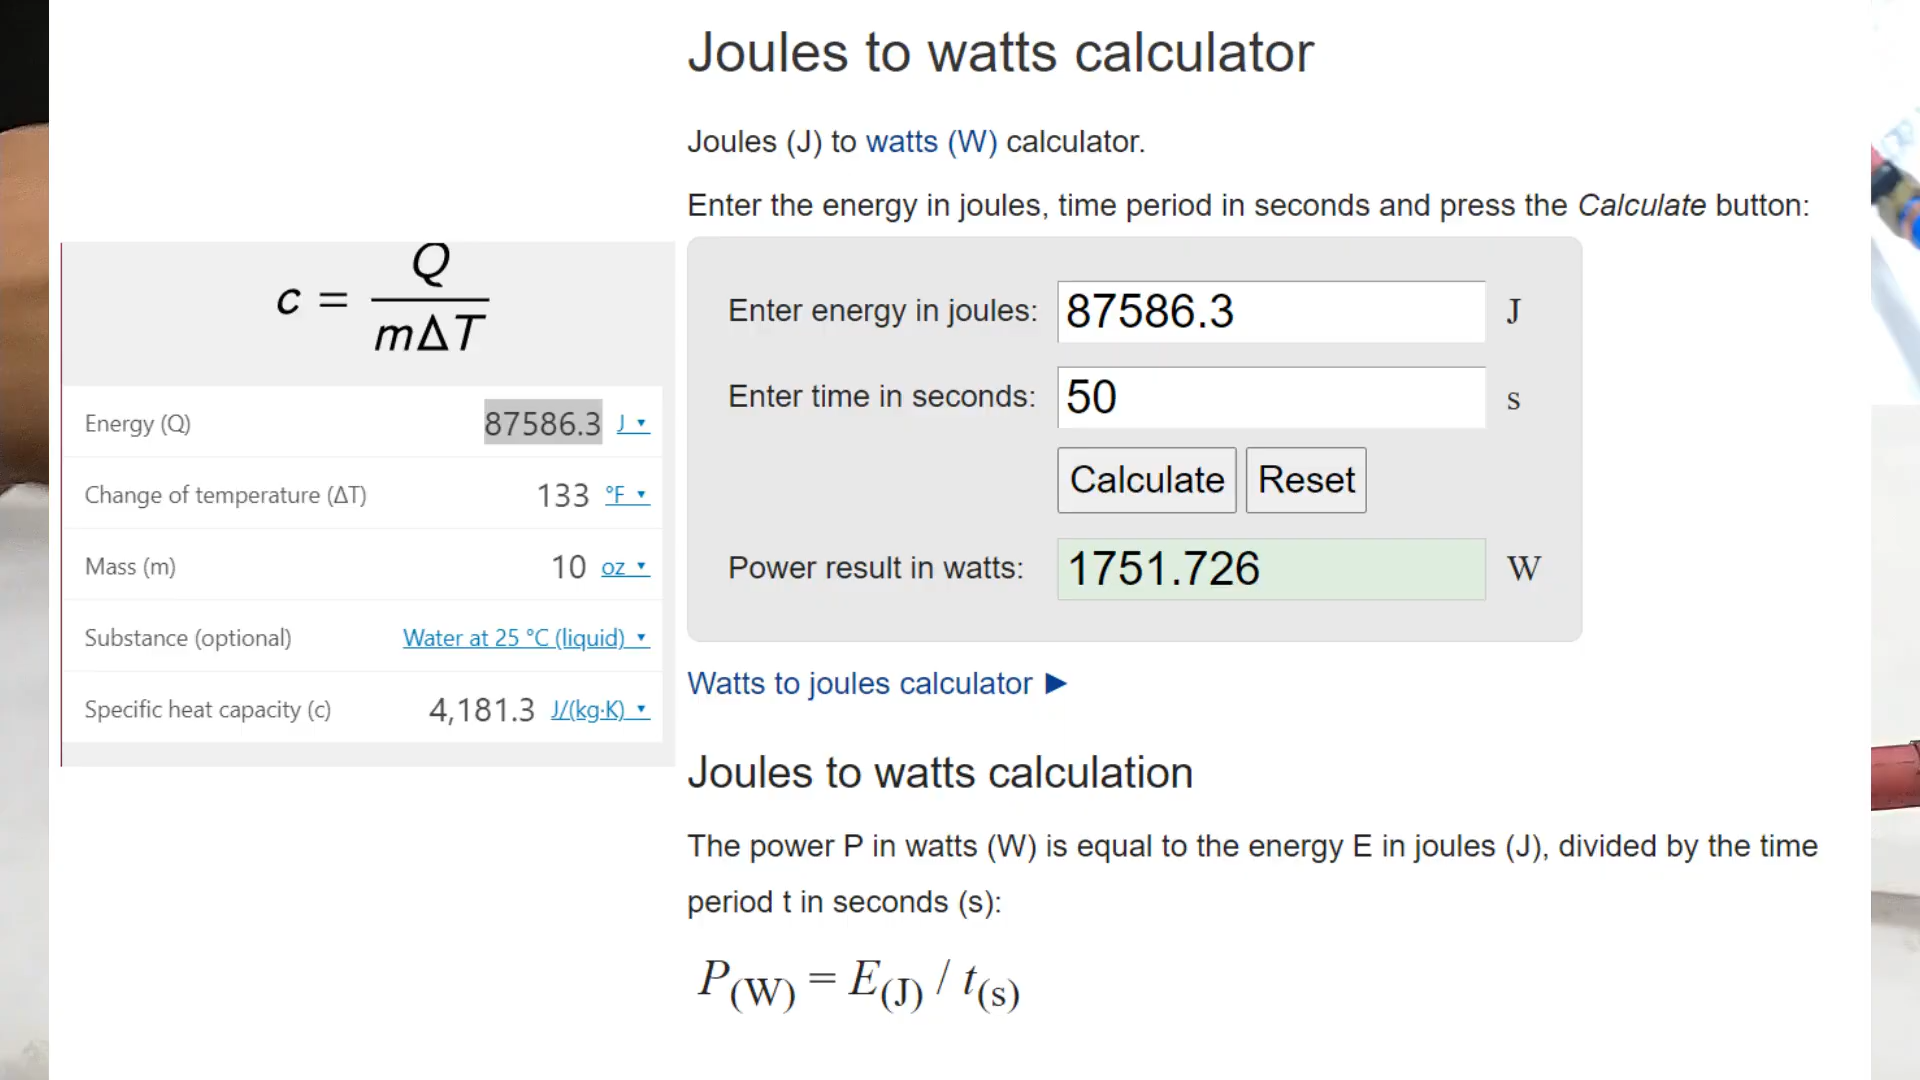 Joules to watts calculator
Joules (J) to watts (W) calculator.
Enter the energy in joules, time period in seconds and press the Calculate button:
c = Q / mΔT
Energy (Q) 87586.3 J
Change of temperature (ΔT) 133 °F
Mass (m) 10 oz
Substance (optional) Water at 25 °C (liquid)
Specific heat capacity (c) 4,181.3 J/(kg·K)
Enter energy in joules: 87586.3 J
Enter time in seconds: 50 s
Calculate Reset
Power result in watts: 1751.726 W
Watts to joules calculator ►
Joules to watts calculation
The power P in watts (W) is equal to the energy E in joules (J), divided by the time
period t in seconds (s):
P(W) = E(J) / t(s)